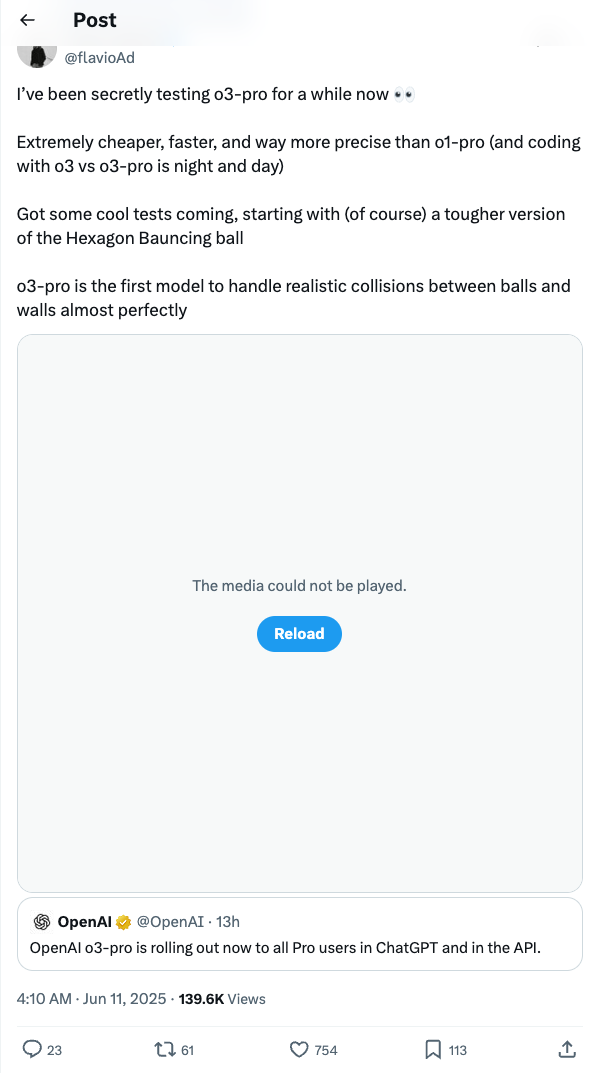 Post
@flavioAd
I’ve been secretly testing o3-pro for a while now 👀
Extremely cheaper, faster, and way more precise than o1-pro (and coding
with o3 vs o3-pro is night and day)
Got some cool tests coming, starting with (of course) a tougher version
of the Hexagon Bauncing ball
o3-pro is the first model to handle realistic collisions between balls and
walls almost perfectly
The media could not be played.
Reload
OpenAI @OpenAI · 13h
OpenAI o3-pro is rolling out now to all Pro users in ChatGPT and in the API.
4:10 AM · Jun 11, 2025 · 139.6K Views
23 61 754 113